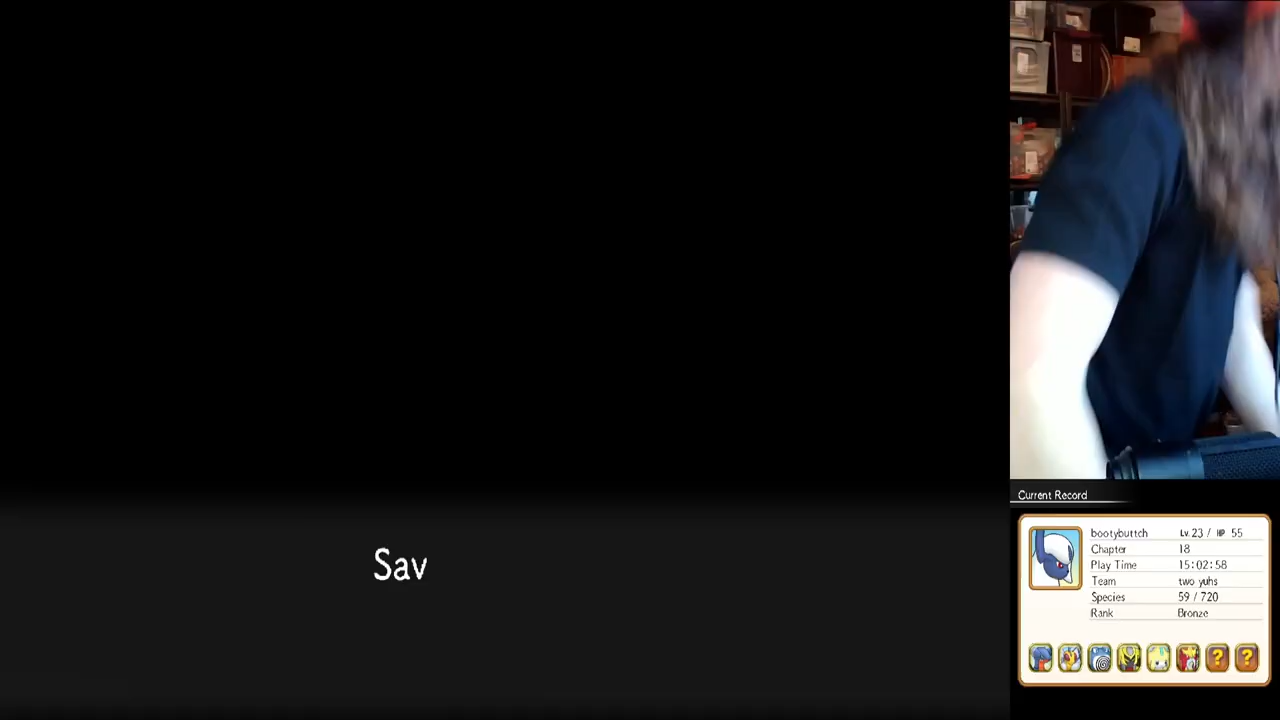 Sav
Current Record
bootybuttch Lv. 23 / HP 55
Chapter 18
Play Time 15:02:58
Team two yuhs
Species 59 / 720
Rank Bronze
? ?